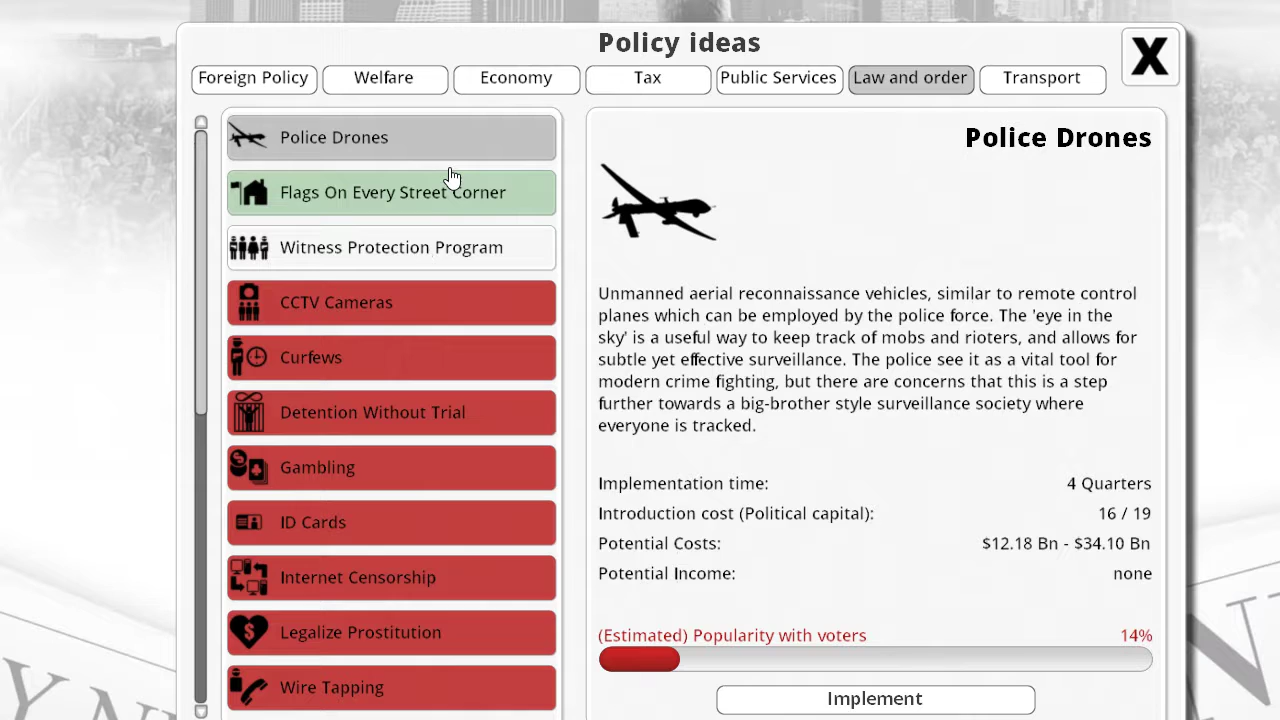 Policy ideas
X
Foreign Policy
Welfare
Economy
Tax
Public Services
Law and order
Transport
Police Drones
Flags On Every Street Corner
Witness Protection Program
CCTV Cameras
Curfews
Detention Without Trial
Gambling
ID Cards
Internet Censorship
Legalize Prostitution
Wire Tapping
Police Drones
Unmanned aerial reconnaissance vehicles, similar to remote control
planes which can be employed by the police force. The 'eye in the
sky' is a useful way to keep track of mobs and rioters, and allows for
subtle yet effective surveillance. The police see it as a vital tool for
modern crime fighting, but there are concerns that this is a step
further towards a big-brother style surveillance society where
everyone is tracked.
Implementation time: 4 Quarters
Introduction cost (Political capital): 16 / 19
Potential Costs: $12.18 Bn - $34.10 Bn
Potential Income: none
(Estimated) Popularity with voters 14%
Implement